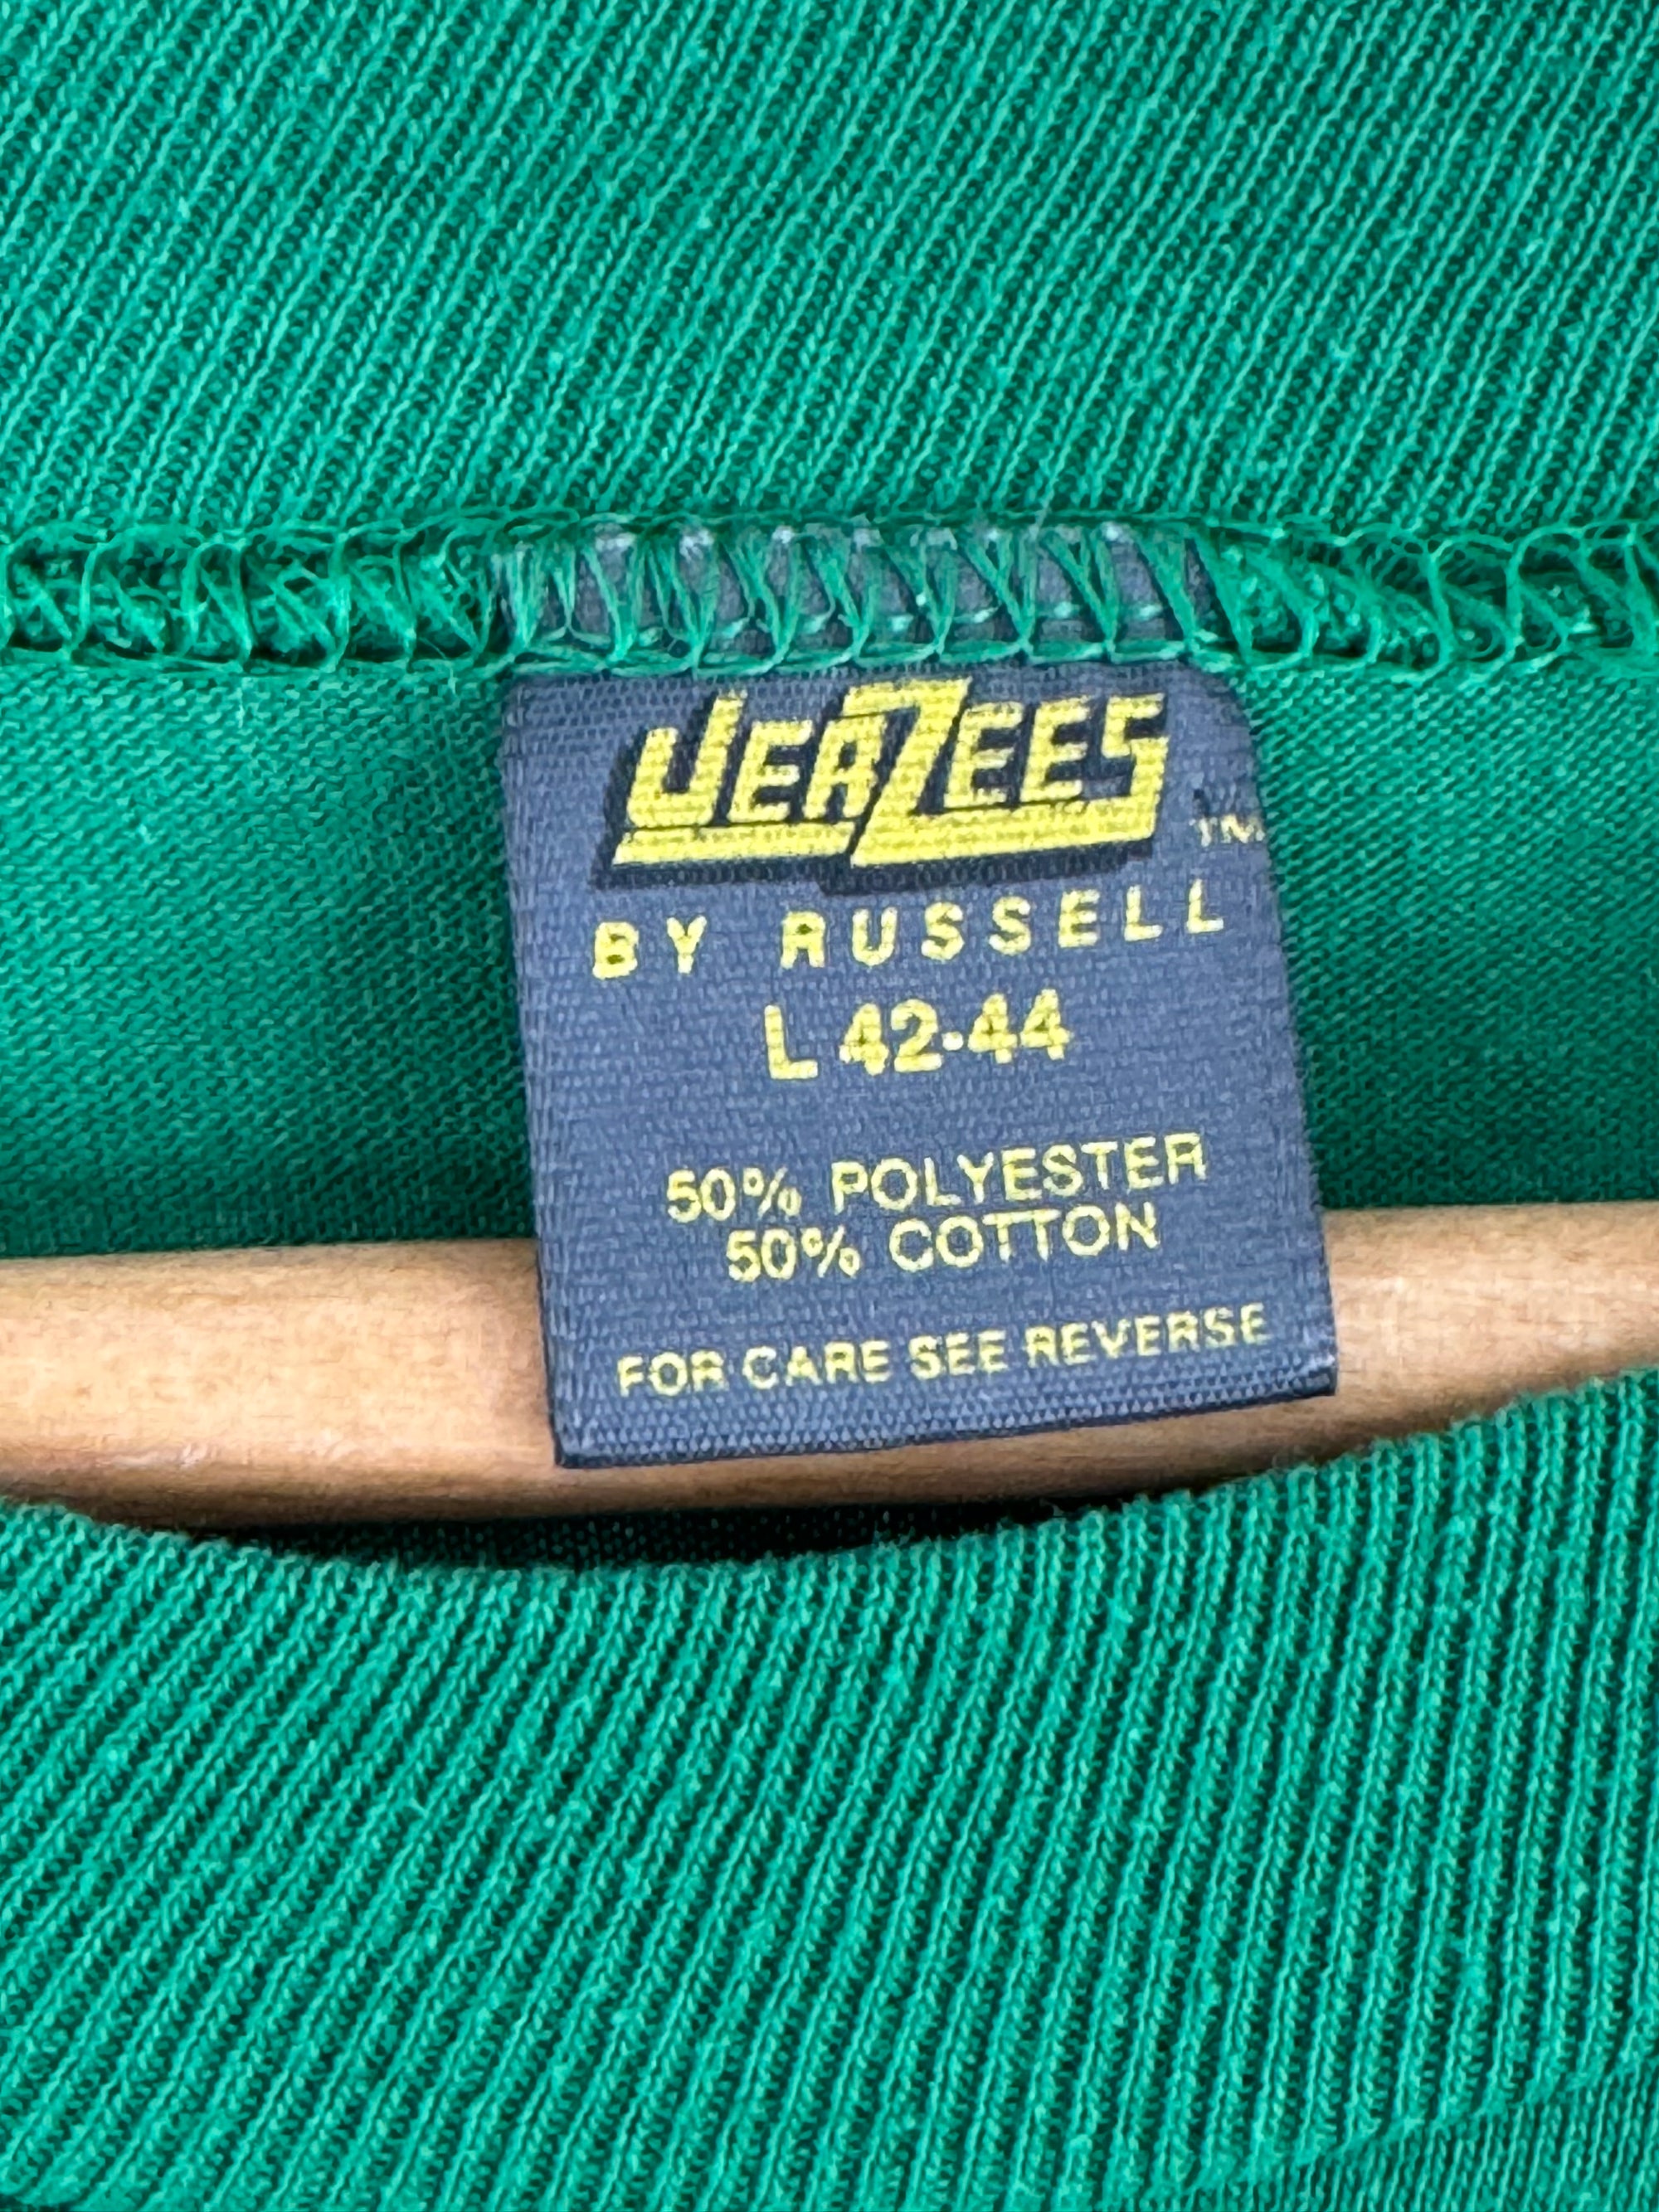 JERZEES TM
BY RUSSELL
L 42-44
50% POLYESTER
50% COTTON
FOR CARE SEE REVERSE